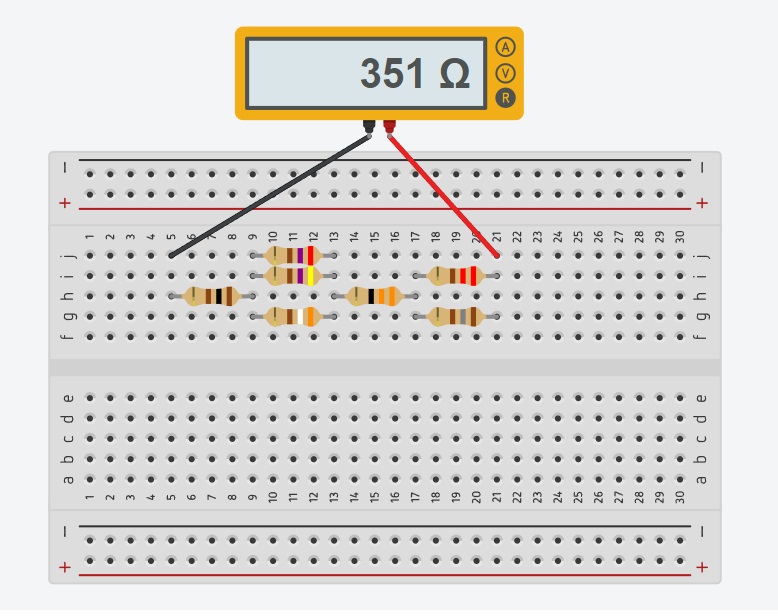 351 Ω
A
V
R
− −
+ +
1 2 3 4 5 6 7 8 9 10 11 12 13 14 15 16 17 18 19 20 21 22 23 24 25 26 27 28 29 30
j j
i i
h h
g g
f f
e e
d d
c c
b b
a a
1 2 3 4 5 6 7 8 9 10 11 12 13 14 15 16 17 18 19 20 21 22 23 24 25 26 27 28 29 30
− −
+ +